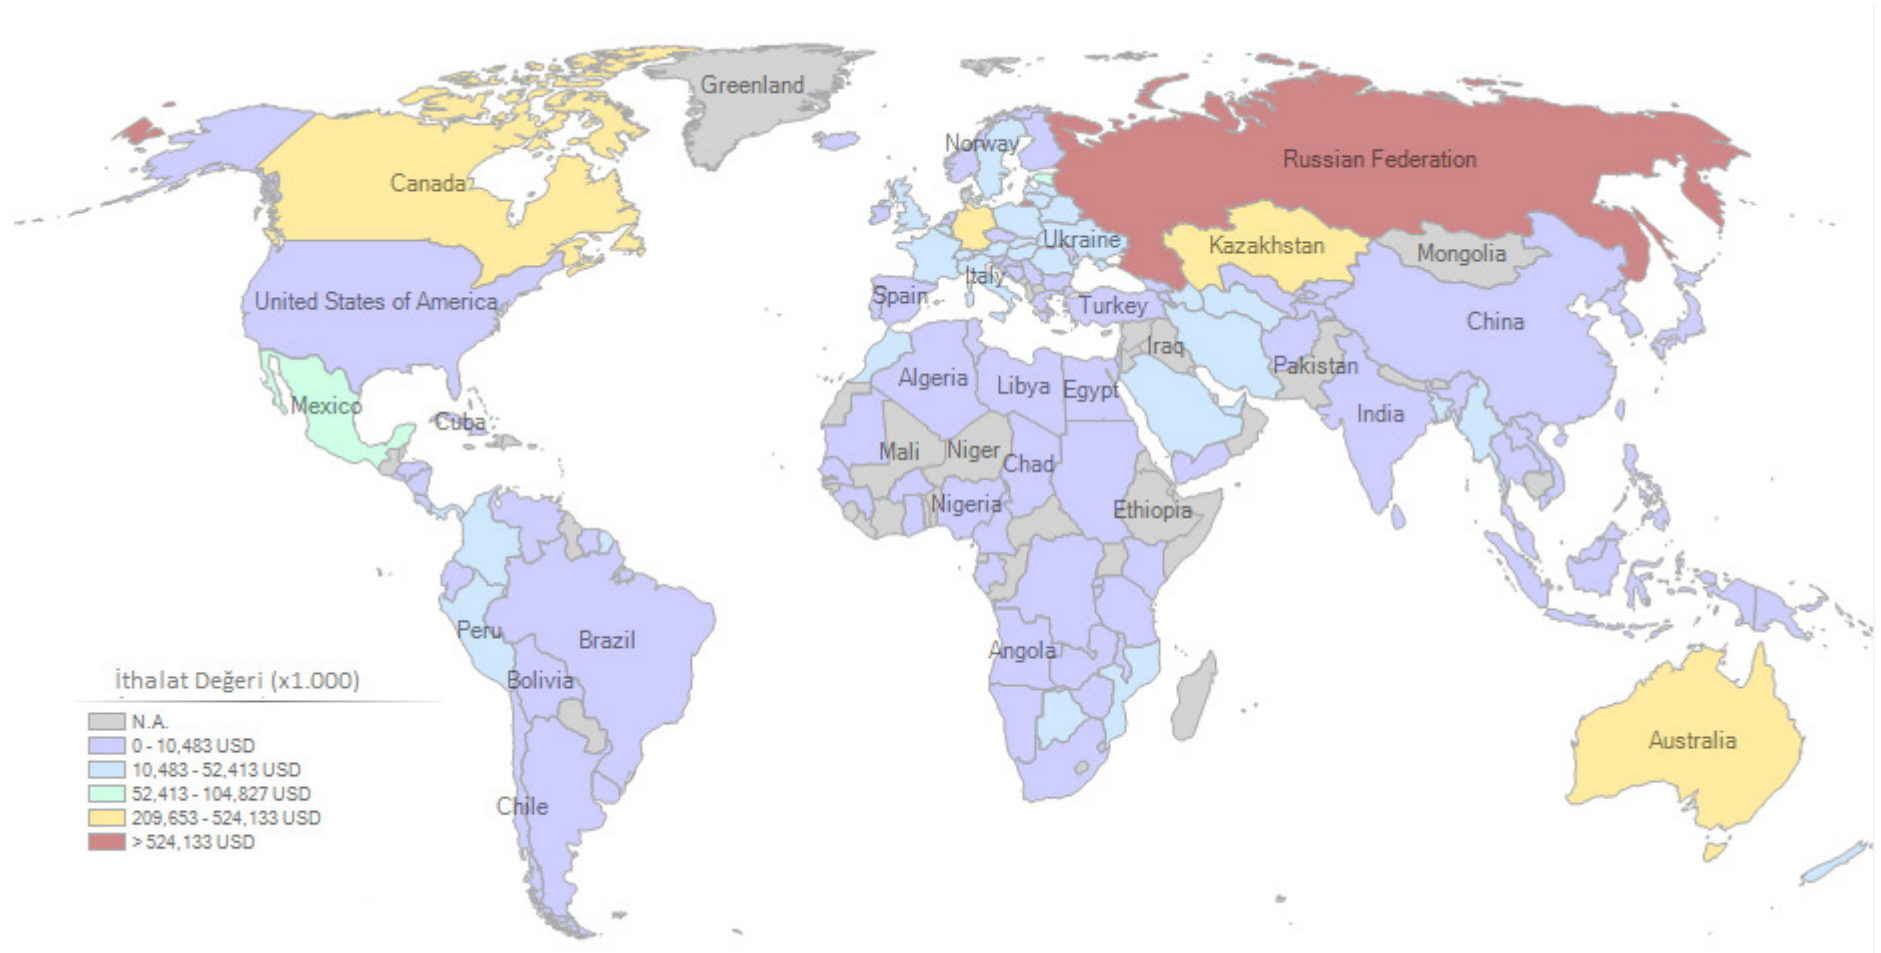 Greenland
Norway
Canada
Russian Federation
Ukraine
Kazakhstan
Mongolia
Italy
United States of America
Spain
Turkey
China
Iraq
Pakistan
Algeria
Libya
Egypt
Mexico
Cuba
India
Mali
Niger
Chad
Nigeria
Ethiopia
Peru
Brazil
Angola
Bolivia
Australia
Chile
İthalat Değeri (x1.000)
N.A.
0 - 10,483 USD
10,483 - 52,413 USD
52,413 - 104,827 USD
209,653 - 524,133 USD
> 524,133 USD